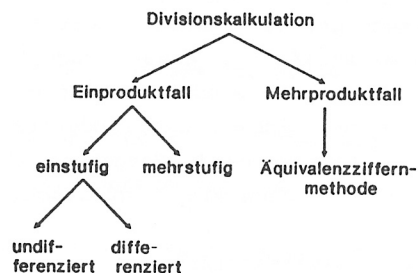 Divisionskalkulation
Einproduktfall Mehrproduktfall
einstufig mehrstufig Äquivalenzziffern-
methode
undif- diffe-
ferenziert renziert